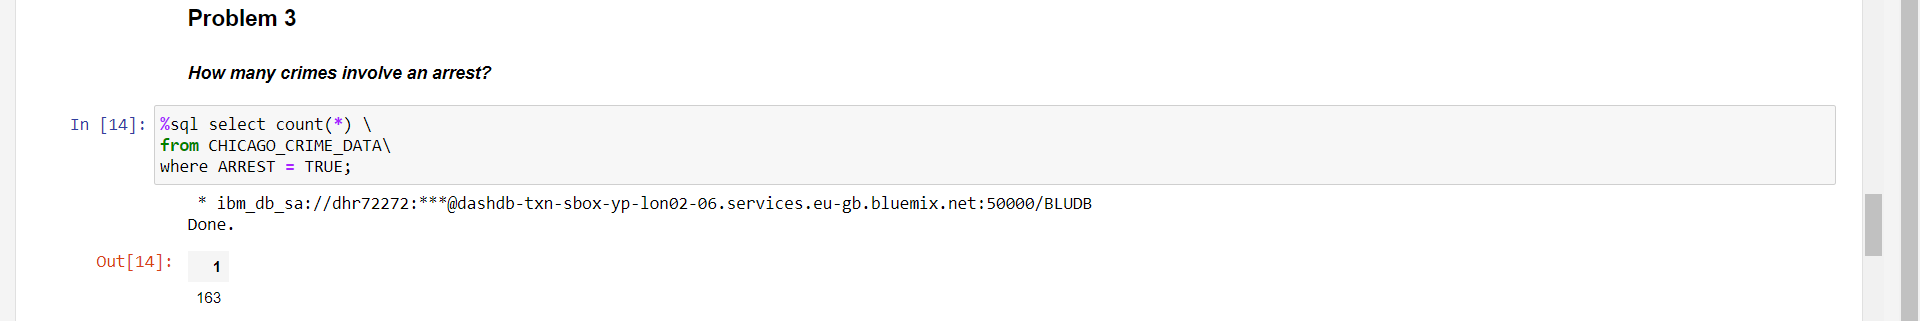 Problem 3
How many crimes involve an arrest?
In [14]: %sql select count(*) \
from CHICAGO_CRIME_DATA\
where ARREST = TRUE;
* ibm_db_sa://dhr72272:***@dashdb-txn-sbox-yp-lon02-06.services.eu-gb.bluemix.net:50000/BLUDB
Done.
Out[14]: 1
163